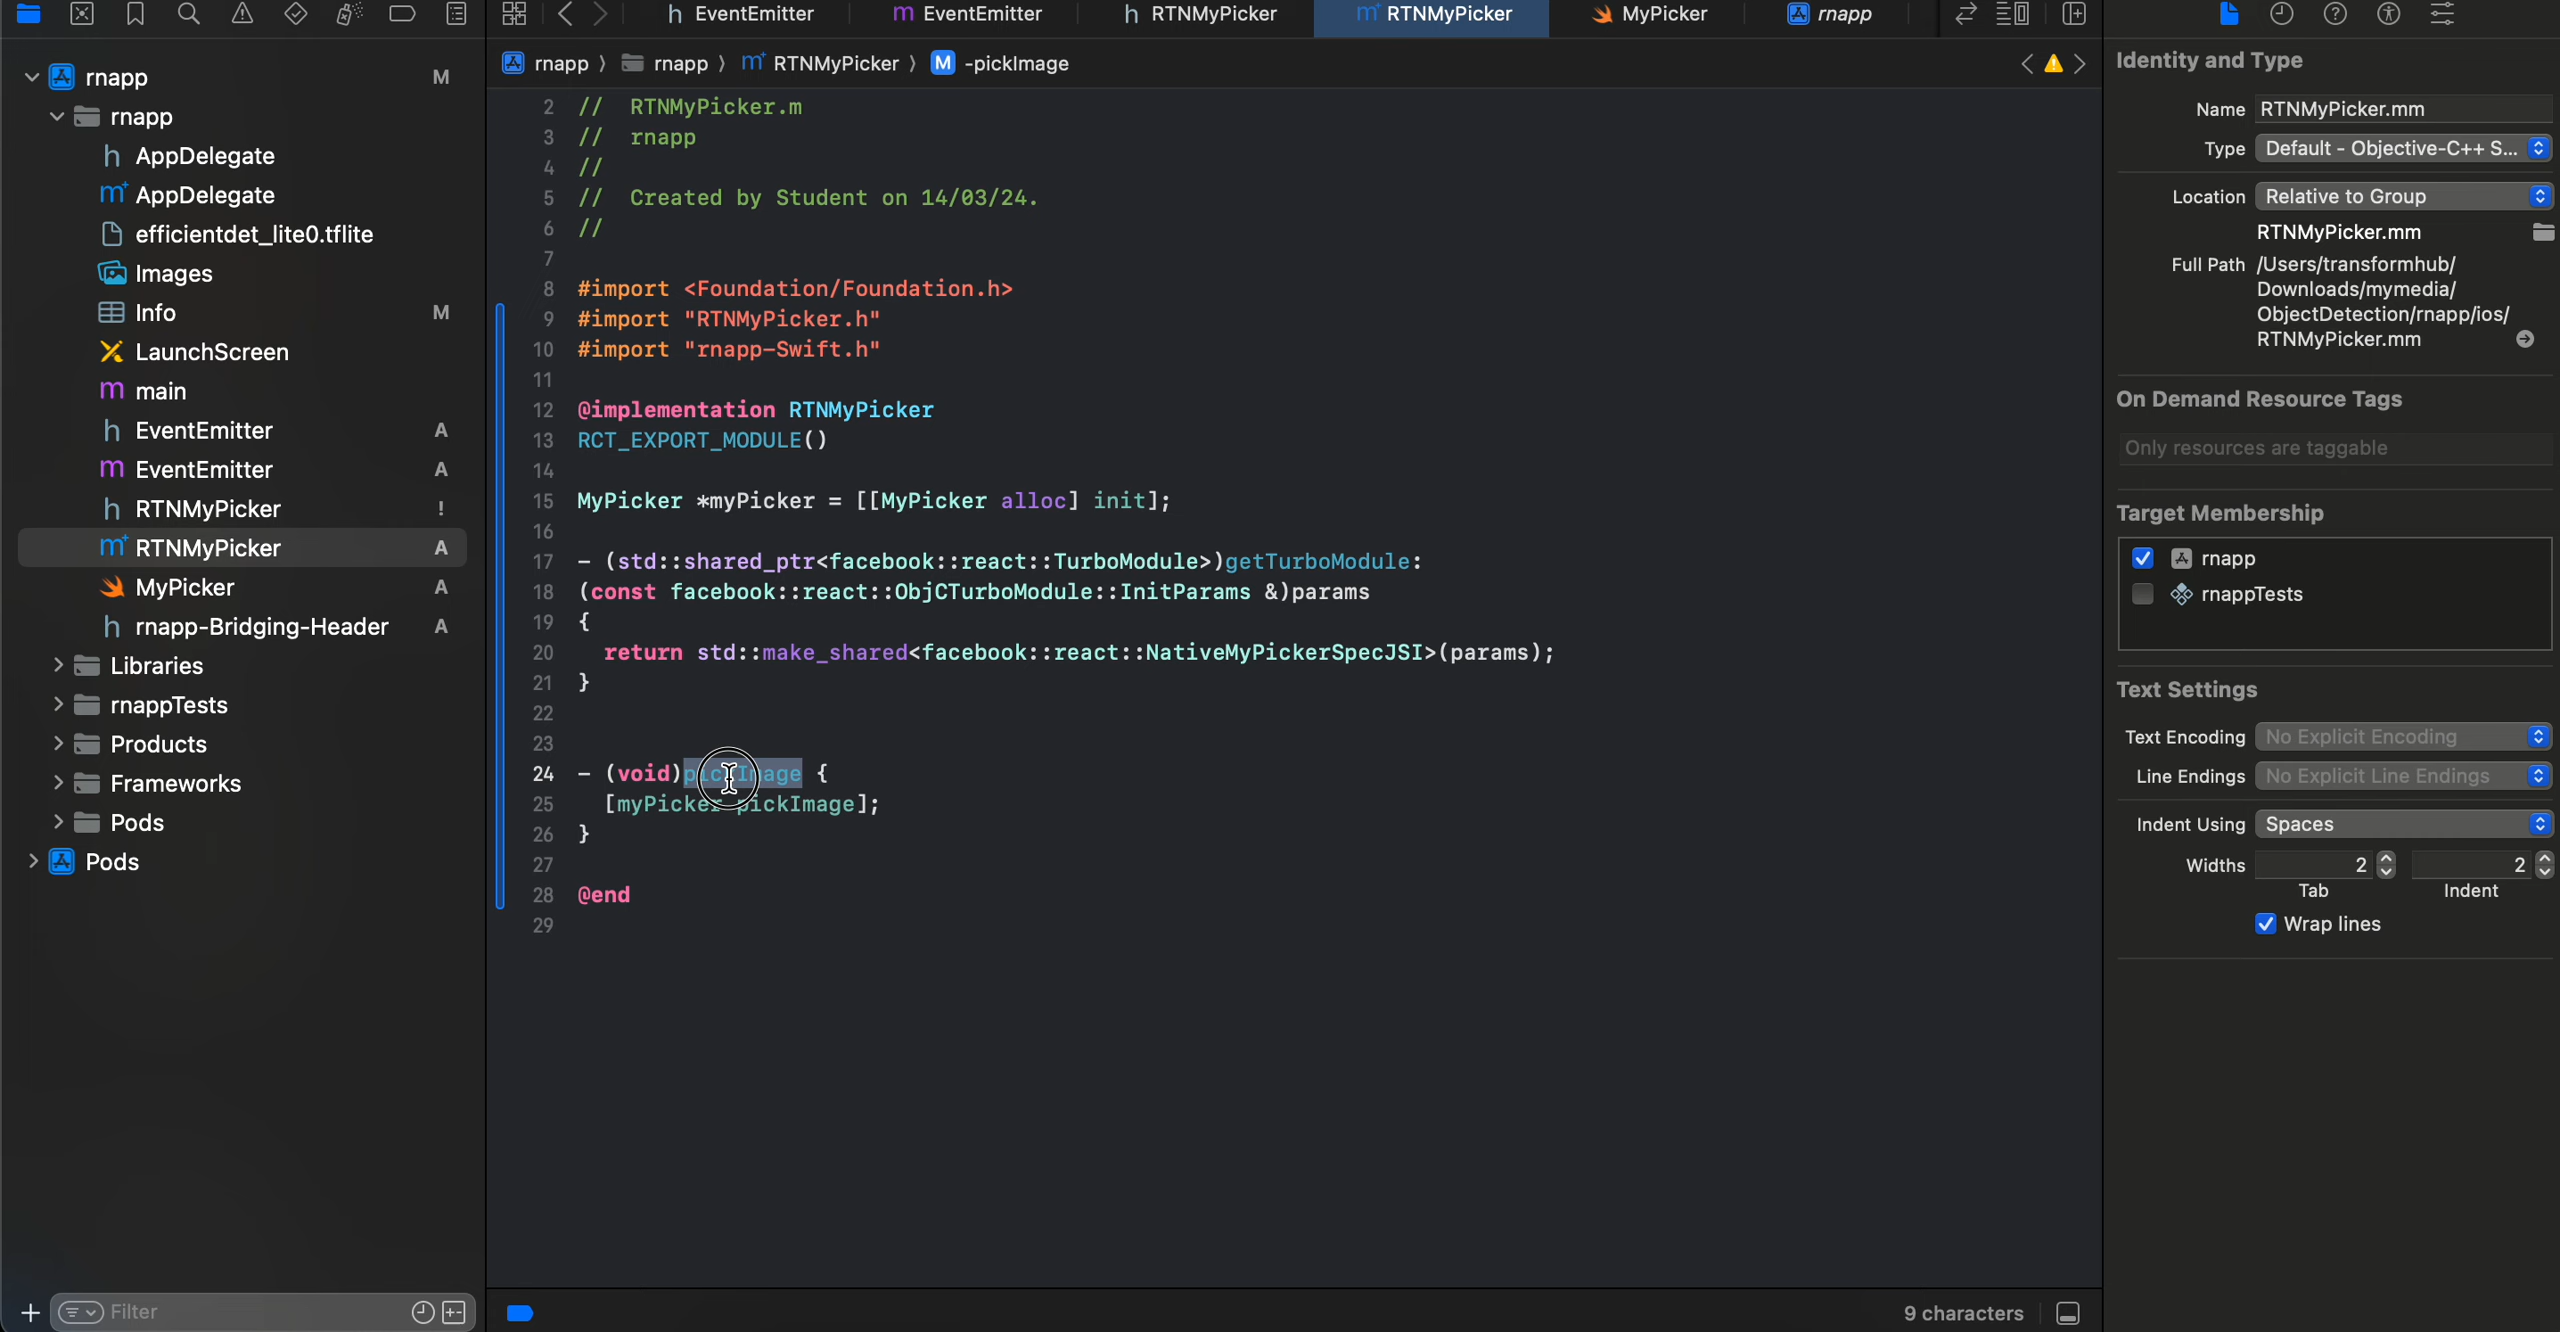 rnapp M
rnapp
AppDelegate
AppDelegate
efficientdet_lite0.tflite
Images
Info M
LaunchScreen
main
EventEmitter A
EventEmitter A
RTNMyPicker !
RTNMyPicker A
MyPicker A
rnapp-Bridging-Header A
Libraries
rnappTests
Products
Frameworks
Pods
Pods
Filter
EventEmitter EventEmitter RTNMyPicker RTNMyPicker MyPicker rnapp
rnapp 〉 rnapp 〉 RTNMyPicker 〉 M -pickImage
2 //  RTNMyPicker.m
3 //  rnapp
4 //
5 //  Created by Student on 14/03/24.
6 //
7
8 #import <Foundation/Foundation.h>
9 #import "RTNMyPicker.h"
10 #import "rnapp-Swift.h"
11
12 @implementation RTNMyPicker
13 RCT_EXPORT_MODULE()
14
15 MyPicker *myPicker = [[MyPicker alloc] init];
16
17 - (std::shared_ptr<facebook::react::TurboModule>)getTurboModule:
18 (const facebook::react::ObjCTurboModule::InitParams &)params
19 {
20   return std::make_shared<facebook::react::NativeMyPickerSpecJSI>(params);
21 }
22
23
24 - (void)pickImage {
25   [myPicker pickImage];
26 }
27
28 @end
29
9 characters
Identity and Type
Name RTNMyPicker.mm
Type Default - Objective-C++ S...
Location Relative to Group
RTNMyPicker.mm
Full Path /Users/transformhub/
Downloads/mymedia/
ObjectDetection/rnapp/ios/
RTNMyPicker.mm
On Demand Resource Tags
Only resources are taggable
Target Membership
rnapp
rnappTests
Text Settings
Text Encoding No Explicit Encoding
Line Endings No Explicit Line Endings
Indent Using Spaces
Widths 2 2
Tab Indent
Wrap lines